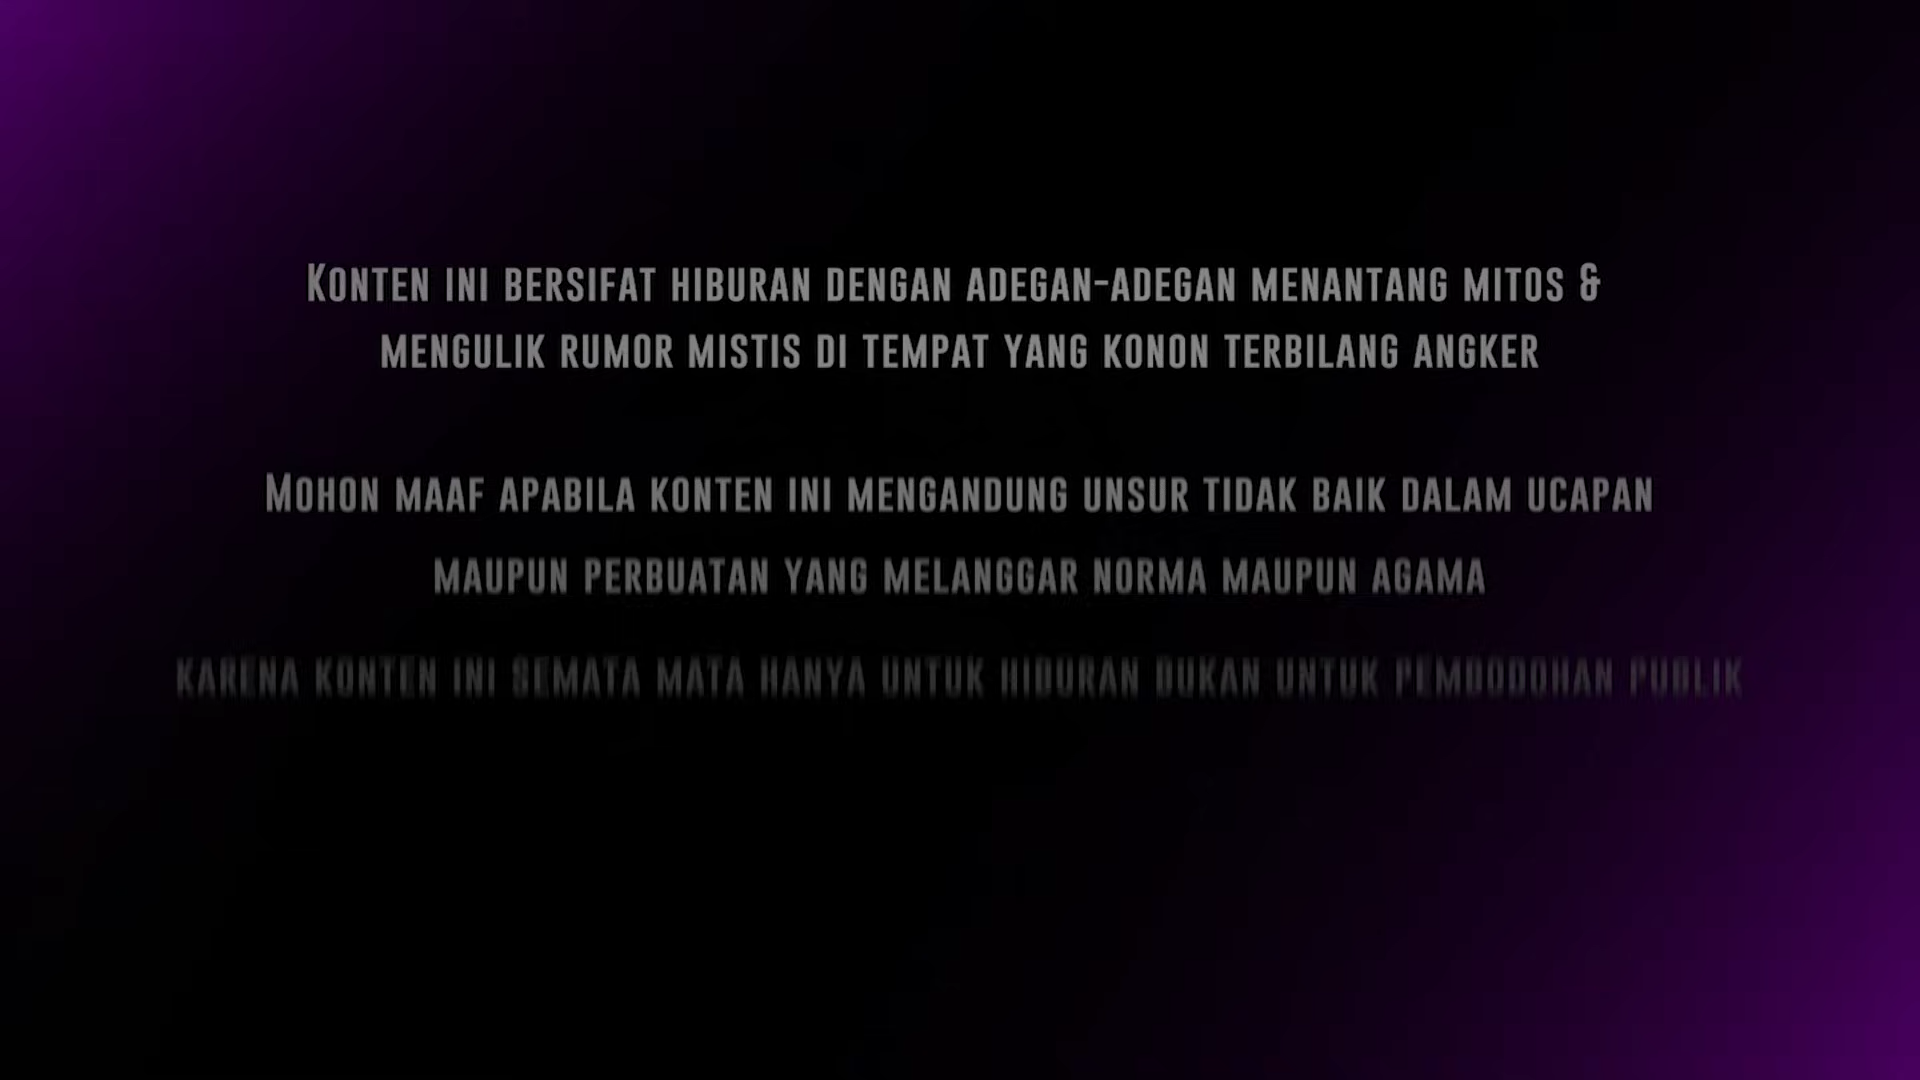 Konten ini bersifat hiburan dengan adegan-adegan menantang mitos &
mengulik rumor mistis di tempat yang konon terbilang angker
Mohon maaf apabila konten ini mengandung unsur tidak baik dalam ucapan
maupun perbuatan yang melanggar norma maupun agama
karena konten ini semata mata hanya untuk hiburan bukan untuk pembodohan publik